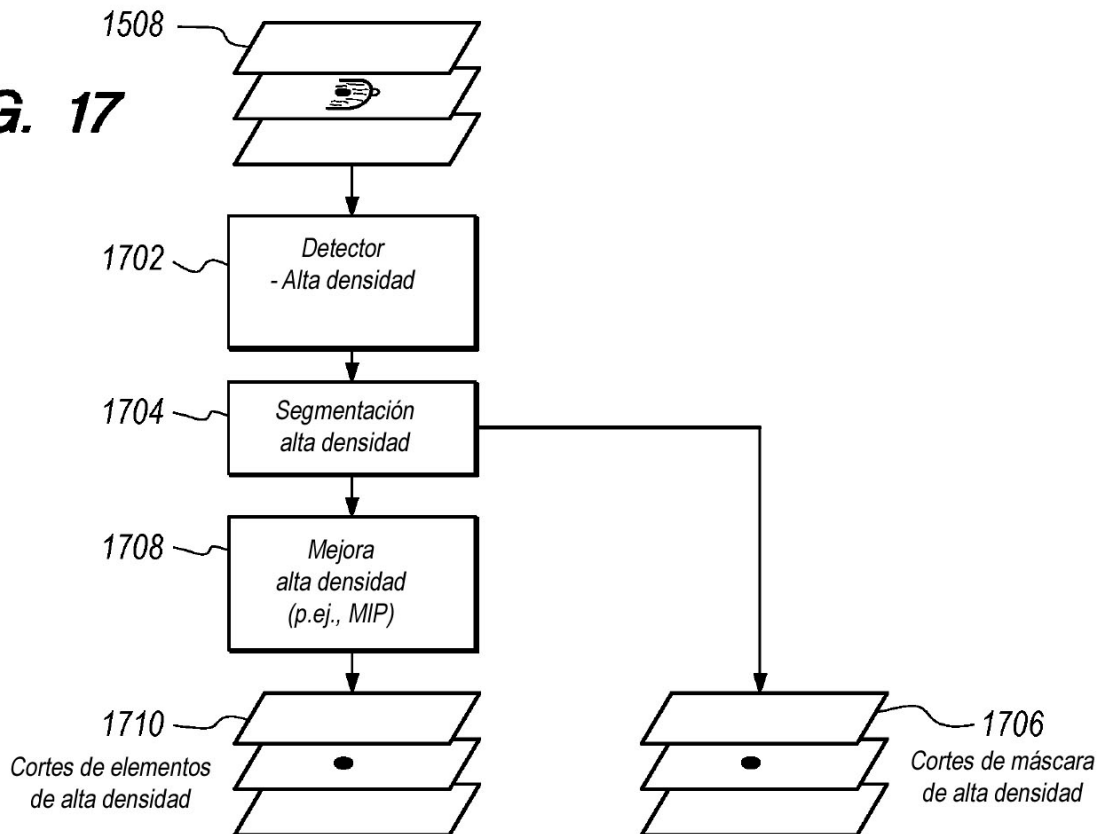 1508
G. 17
1702
Detector
- Alta densidad
1704
Segmentación
alta densidad
1708
Mejora
alta densidad
(p.ej., MIP)
1710
Cortes de elementos
de alta densidad
1706
Cortes de máscara
de alta densidad